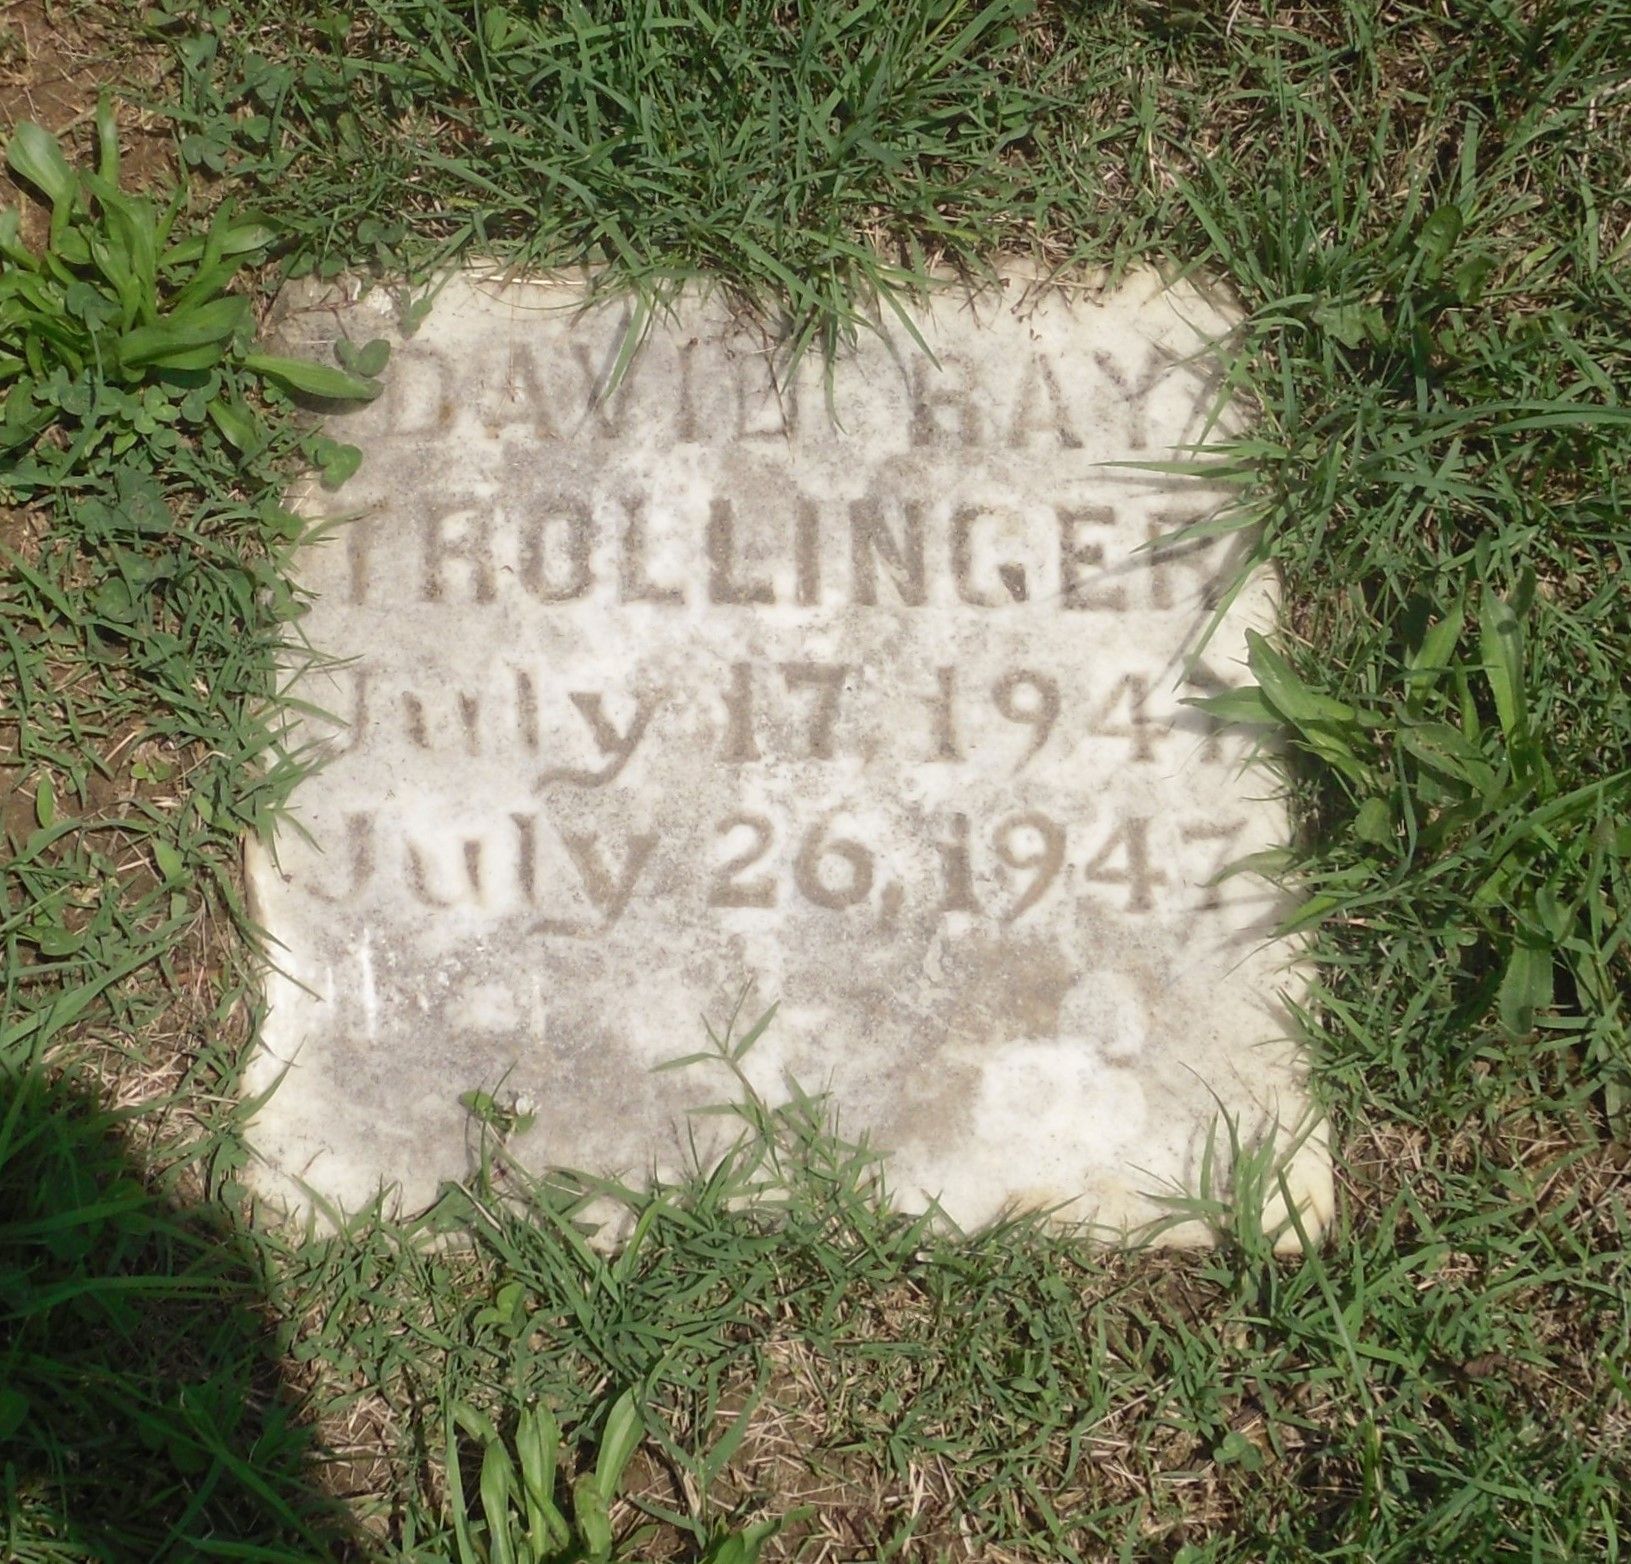 DAVID RAY
TROLLINGER
July 17, 1947
July 26, 1947